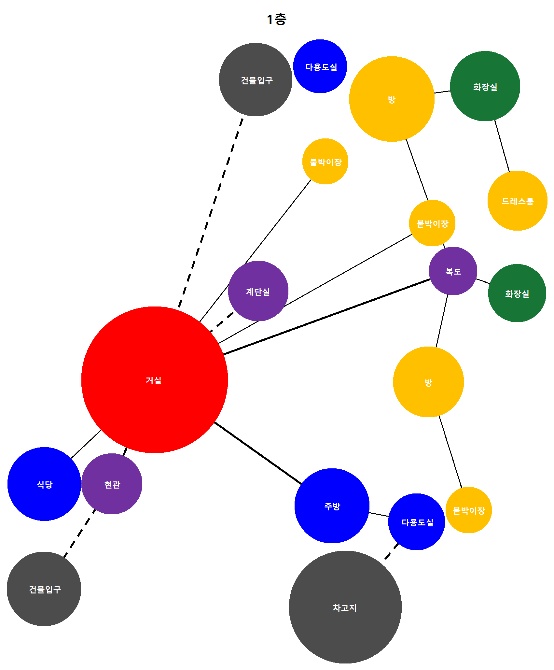 1층
건물입구
다용도실
방
화장실
붙박이장
드레스룸
붙박이장
복도
계단실
화장실
거실
방
식당
현관
주방
다용도실
붙박이장
건물입구
차고지